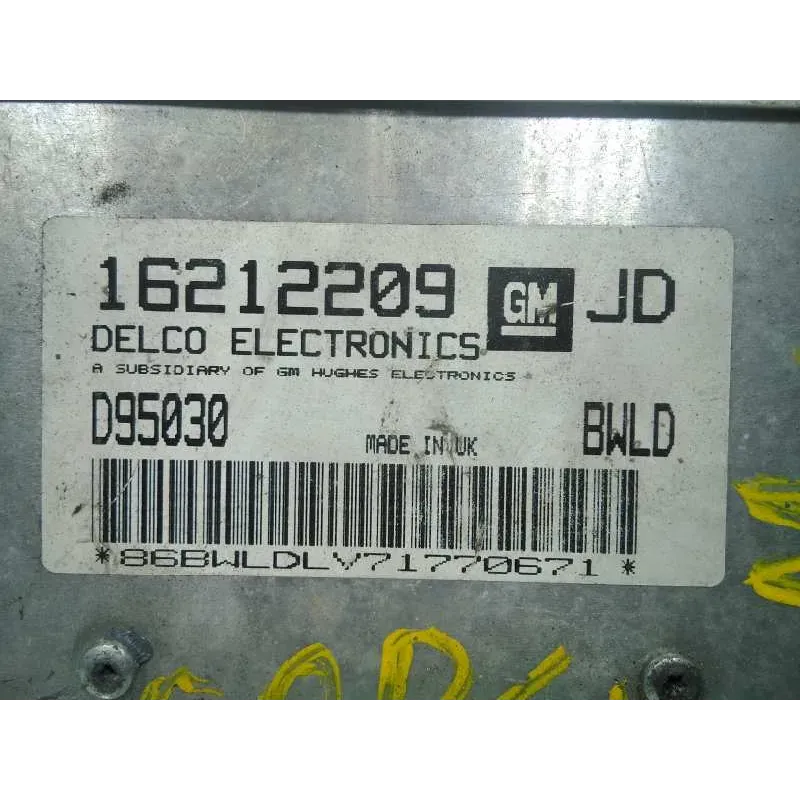 16212209 GM JD
DELCO ELECTRONICS
A SUBSIDIARY OF GM HUGHES ELECTRONICS
D95030 MADE IN UK BWLD
*86BWLDLV71770671*